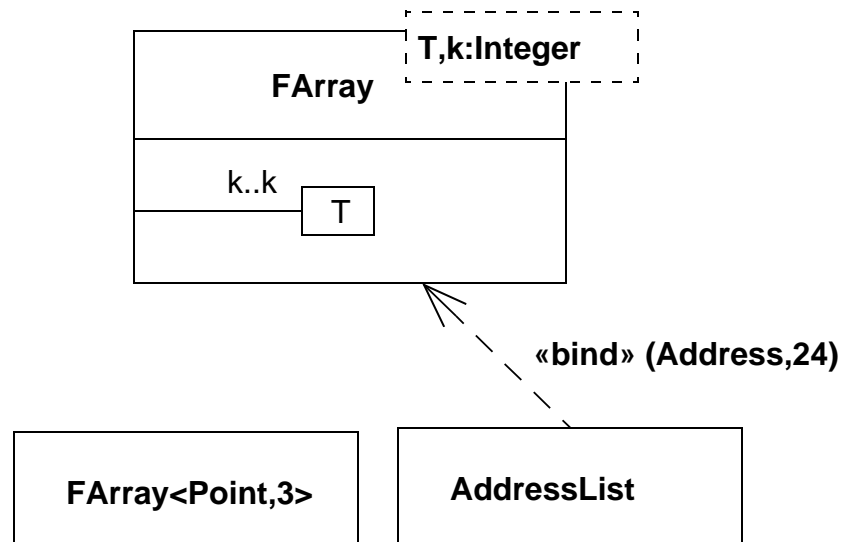 T,k:Integer
FArray
k..k
T
«bind» (Address,24)
FArray<Point,3>
AddressList